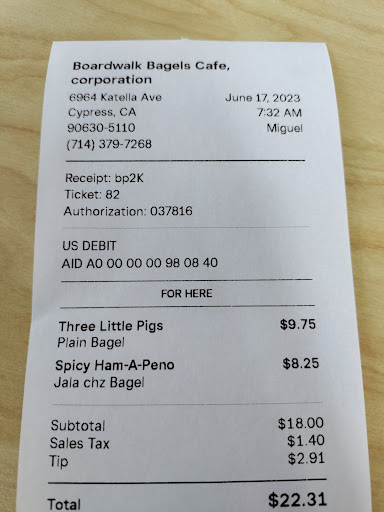 Boardwalk Bagels Cafe,
corporation
6964 Katella Ave June 17, 2023
Cypress, CA 7:32 AM
90630-5110 Miguel
(714) 379-7268
Receipt: bp2K
Ticket: 82
Authorization: 037816
US DEBIT
AID A0 00 00 00 98 08 40
FOR HERE
Three Little Pigs $9.75
Plain Bagel
Spicy Ham-A-Peno $8.25
Jala chz Bagel
Subtotal $18.00
Sales Tax $1.40
Tip $2.91
Total $22.31